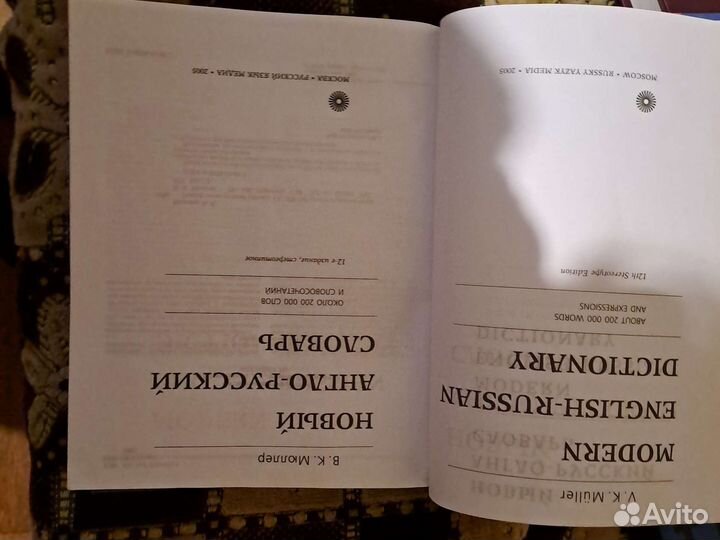 В. К. Мюллер
НОВЫЙ
АНГЛО-РУССКИЙ
СЛОВАРЬ
ОКОЛО 200 000 СЛОВ
И СЛОВОСОЧЕТАНИЙ
12-е издание, стереотипное
МОСКВА • РУССКИЙ ЯЗЫК МЕДИА • 2005
V. K. Müller
MODERN
ENGLISH-RUSSIAN
DICTIONARY
ABOUT 200 000 WORDS
AND EXPRESSIONS
12th Stereotype Edition
MOSCOW • RUSSKY YAZYK MEDIA • 2005
Avito